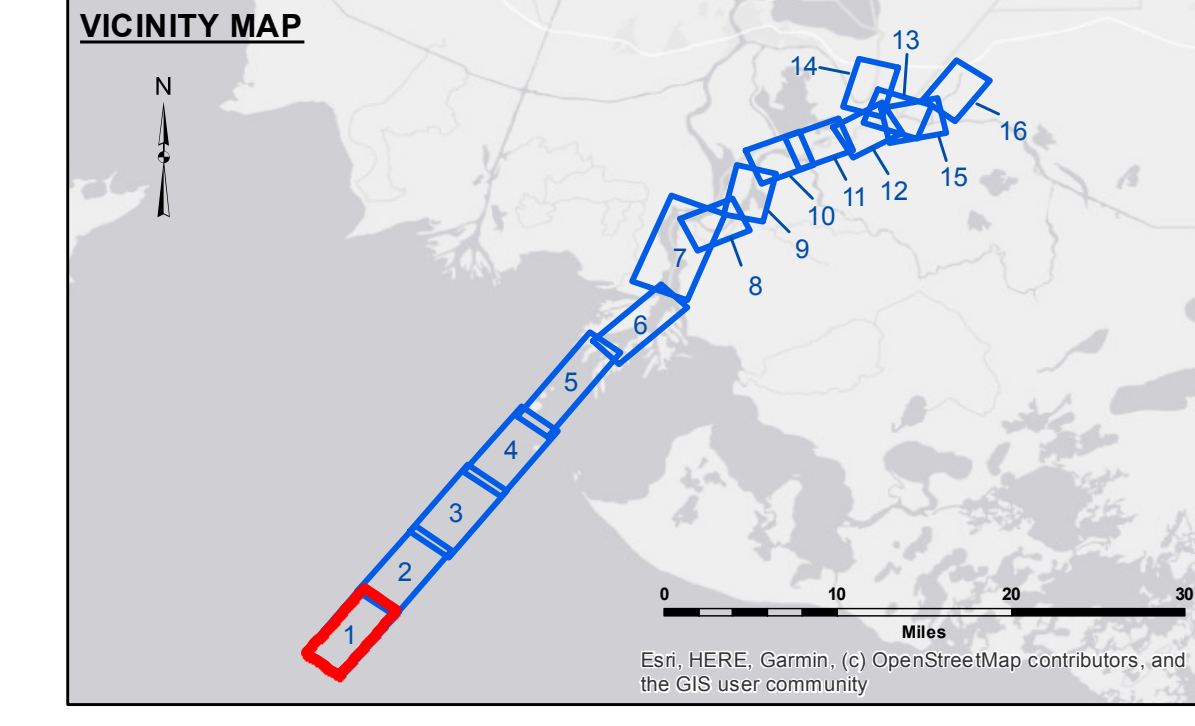 VICINITY MAP
N
13
14
16
15
12
11
10
9
8
7
6
5
4
3
2
1
0 10 20 30
Miles
Esri, HERE, Garmin, (c) OpenStreetMap contributors, and
the GIS user community